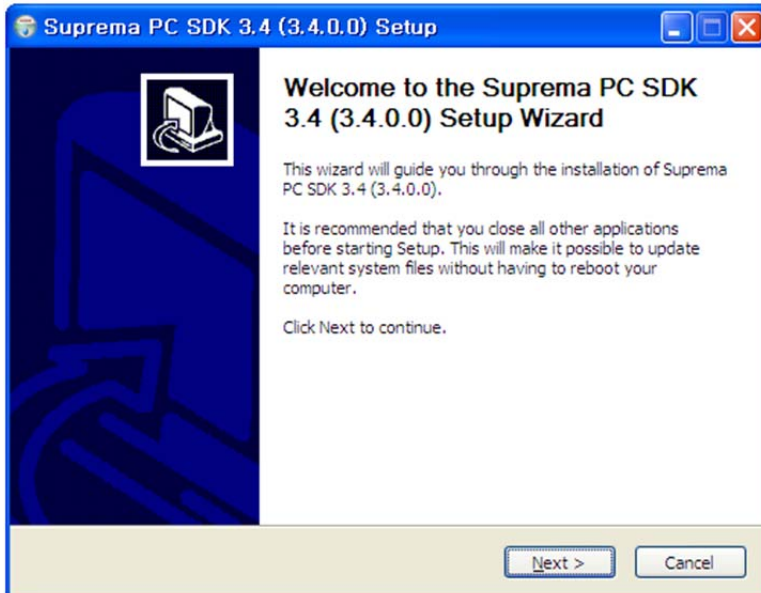 Suprema PC SDK 3.4 (3.4.0.0) Setup
Welcome to the Suprema PC SDK
3.4 (3.4.0.0) Setup Wizard
This wizard will guide you through the installation of Suprema
PC SDK 3.4 (3.4.0.0).
It is recommended that you close all other applications
before starting Setup. This will make it possible to update
relevant system files without having to reboot your
computer.
Click Next to continue.
Next >
Cancel